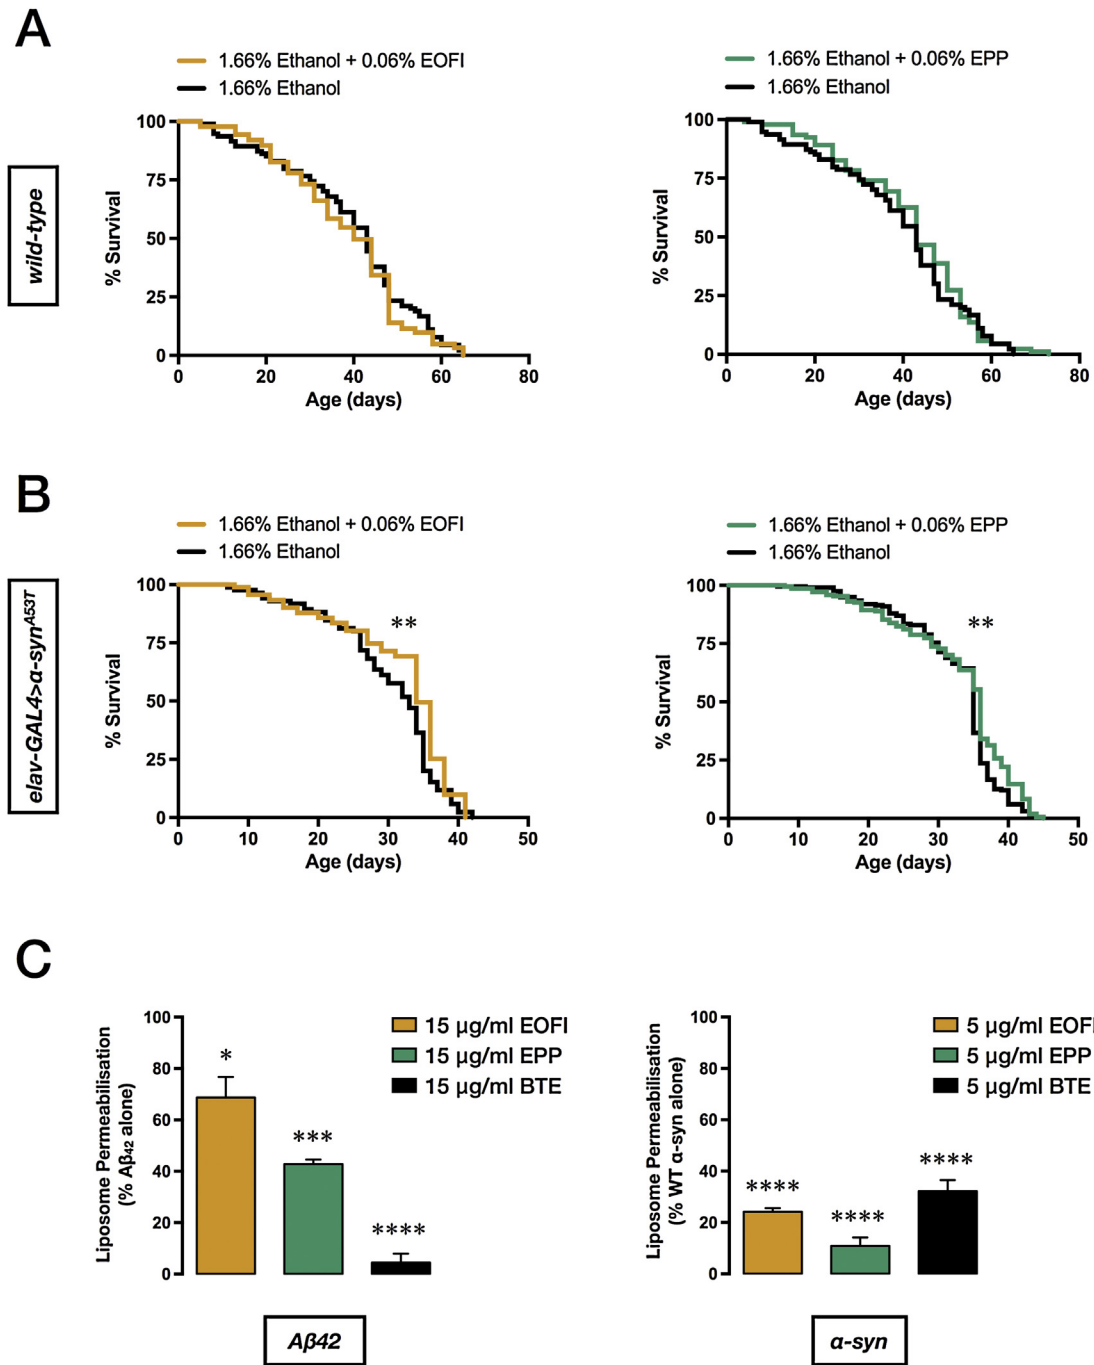 A
1.66% Ethanol + 0.06% EOFI
1.66% Ethanol
1.66% Ethanol + 0.06% EPP
1.66% Ethanol
wild-type
% Survival
100
75
50
25
0
0 20 40 60 80
Age (days)
% Survival
100
75
50
25
0
0 20 40 60 80
Age (days)
B
1.66% Ethanol + 0.06% EOFI
1.66% Ethanol
1.66% Ethanol + 0.06% EPP
1.66% Ethanol
elav-GAL4>α-syn^A53T
% Survival
100
75
50
25
0
**
0 10 20 30 40 50
Age (days)
% Survival
100
75
50
25
0
**
0 10 20 30 40 50
Age (days)
C
Liposome Permeabilisation
(% Aβ₄₂ alone)
100
80
60
40
20
0
*
***
****
15 µg/ml EOFI
15 µg/ml EPP
15 µg/ml BTE
Aβ42
Liposome Permeabilisation
(% WT α-syn alone)
100
80
60
40
20
0
****
****
****
5 µg/ml EOFI
5 µg/ml EPP
5 µg/ml BTE
α-syn